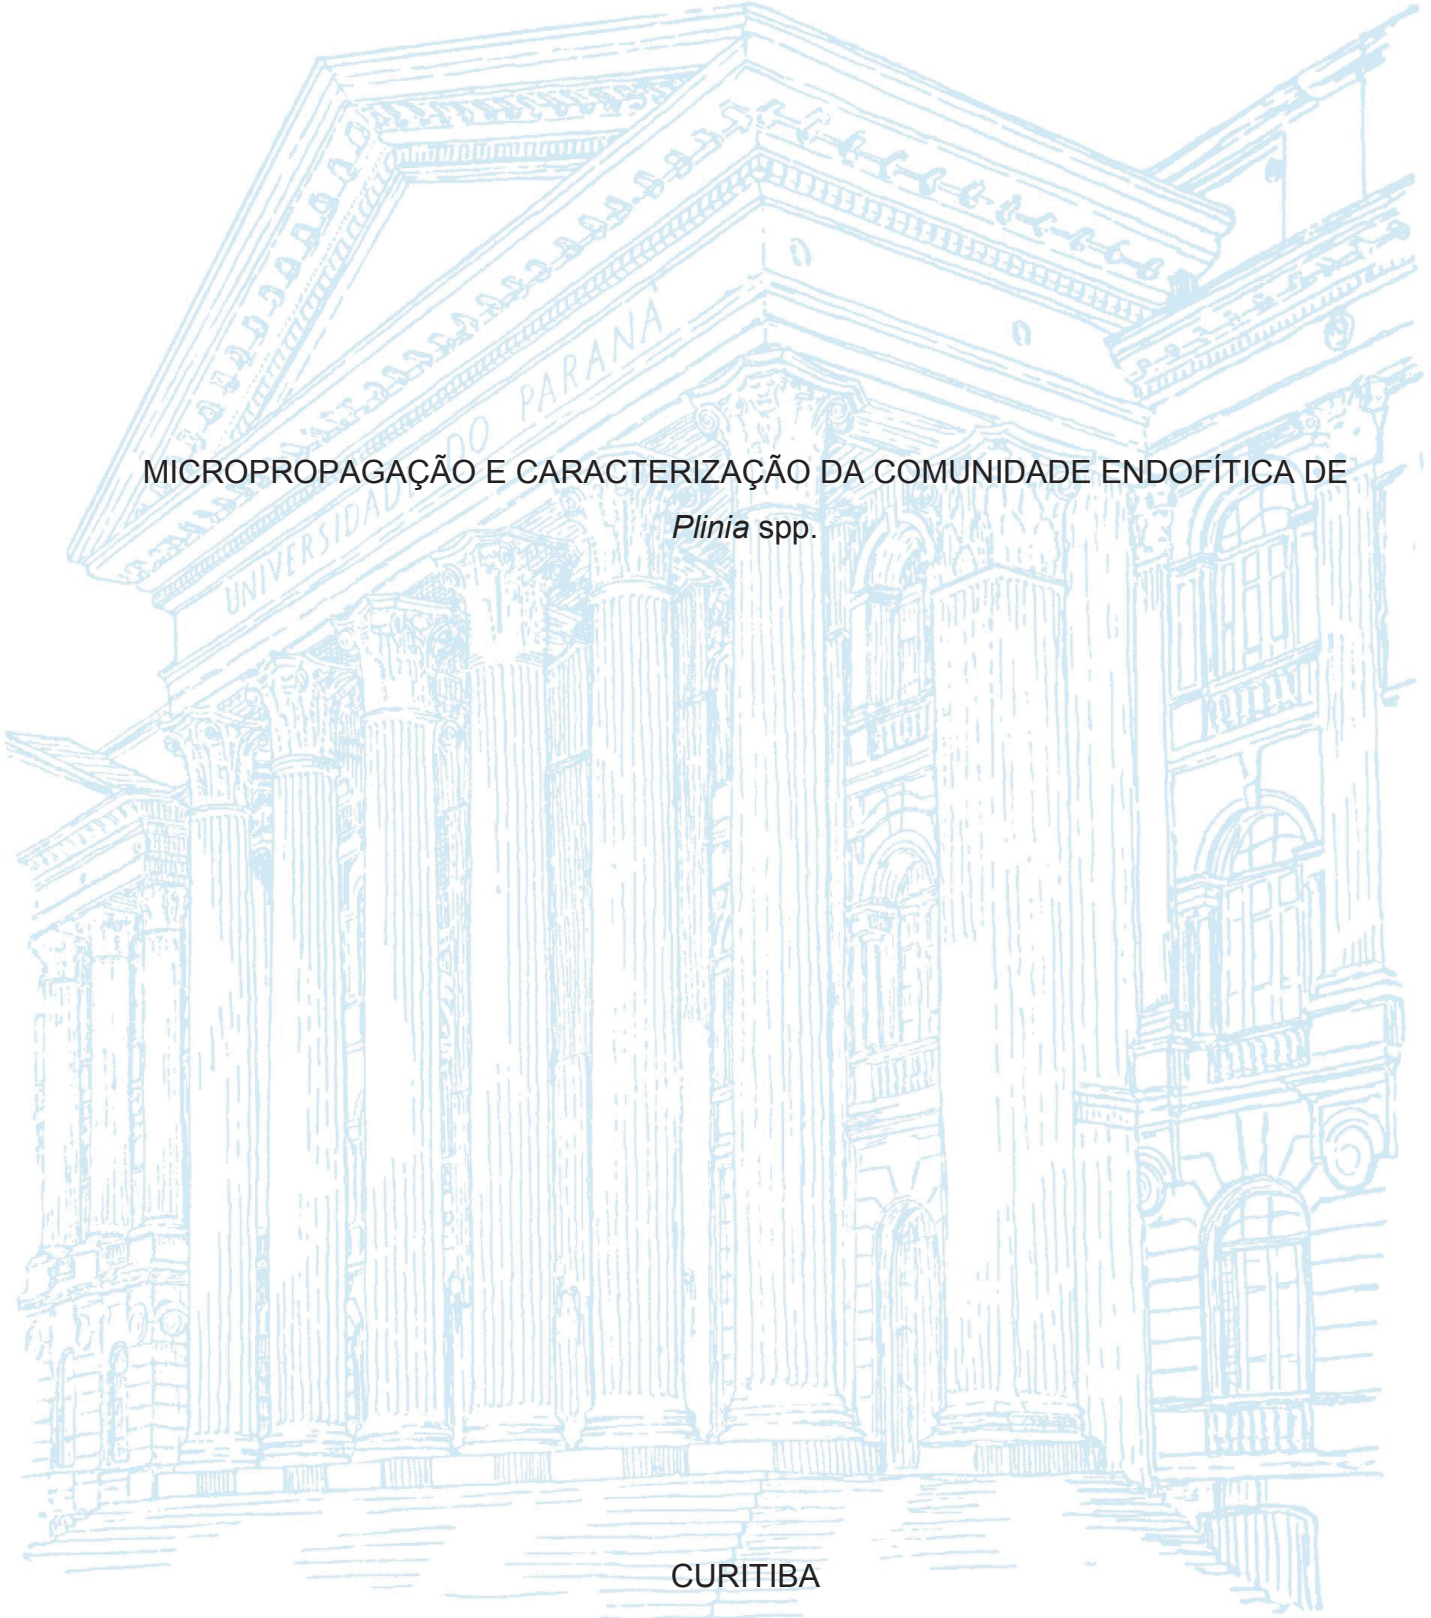 UNIVERSIDADE DO PARANÁ
MICROPROPAGAÇÃO E CARACTERIZAÇÃO DA COMUNIDADE ENDOFÍTICA DE
Plinia spp.
CURITIBA